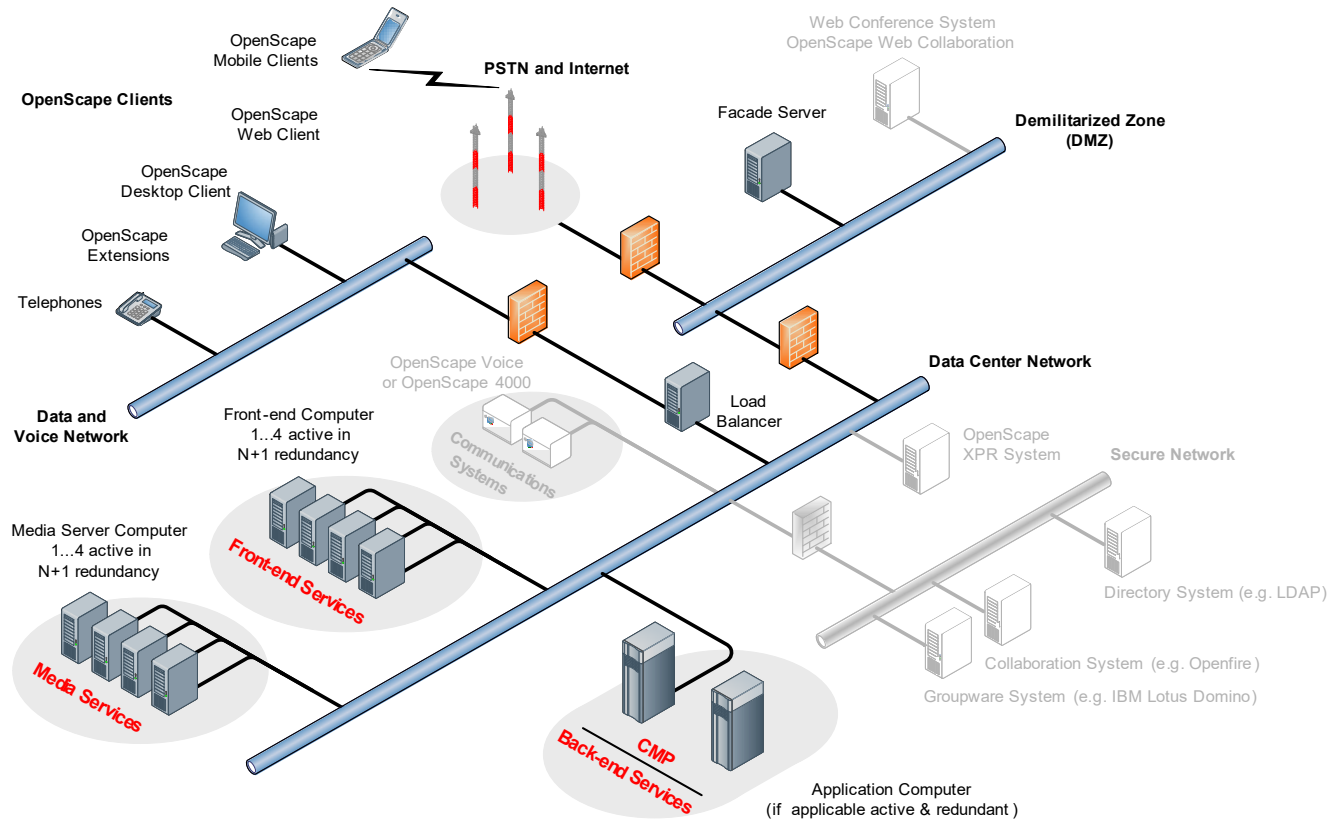 Web Conference System
OpenScape Web Collaboration
OpenScape
Mobile Clients
PSTN and Internet
OpenScape Clients
OpenScape
Web Client
Facade Server
Demilitarized Zone
(DMZ)
OpenScape
Desktop Client
OpenScape
Extensions
Telephones
OpenScape Voice
or OpenScape 4000
Data Center Network
Data and
Voice Network
Front-end Computer
1...4 active in
N+1 redundancy
Load
Balancer
Communications
Systems
OpenScape
XPR System
Secure Network
Media Server Computer
1...4 active in
N+1 redundancy
Front-end Services
Directory System (e.g. LDAP)
Collaboration System (e.g. Openfire)
Groupware System (e.g. IBM Lotus Domino)
Media Services
CMP
Back-end Services
Application Computer
(if applicable active & redundant )